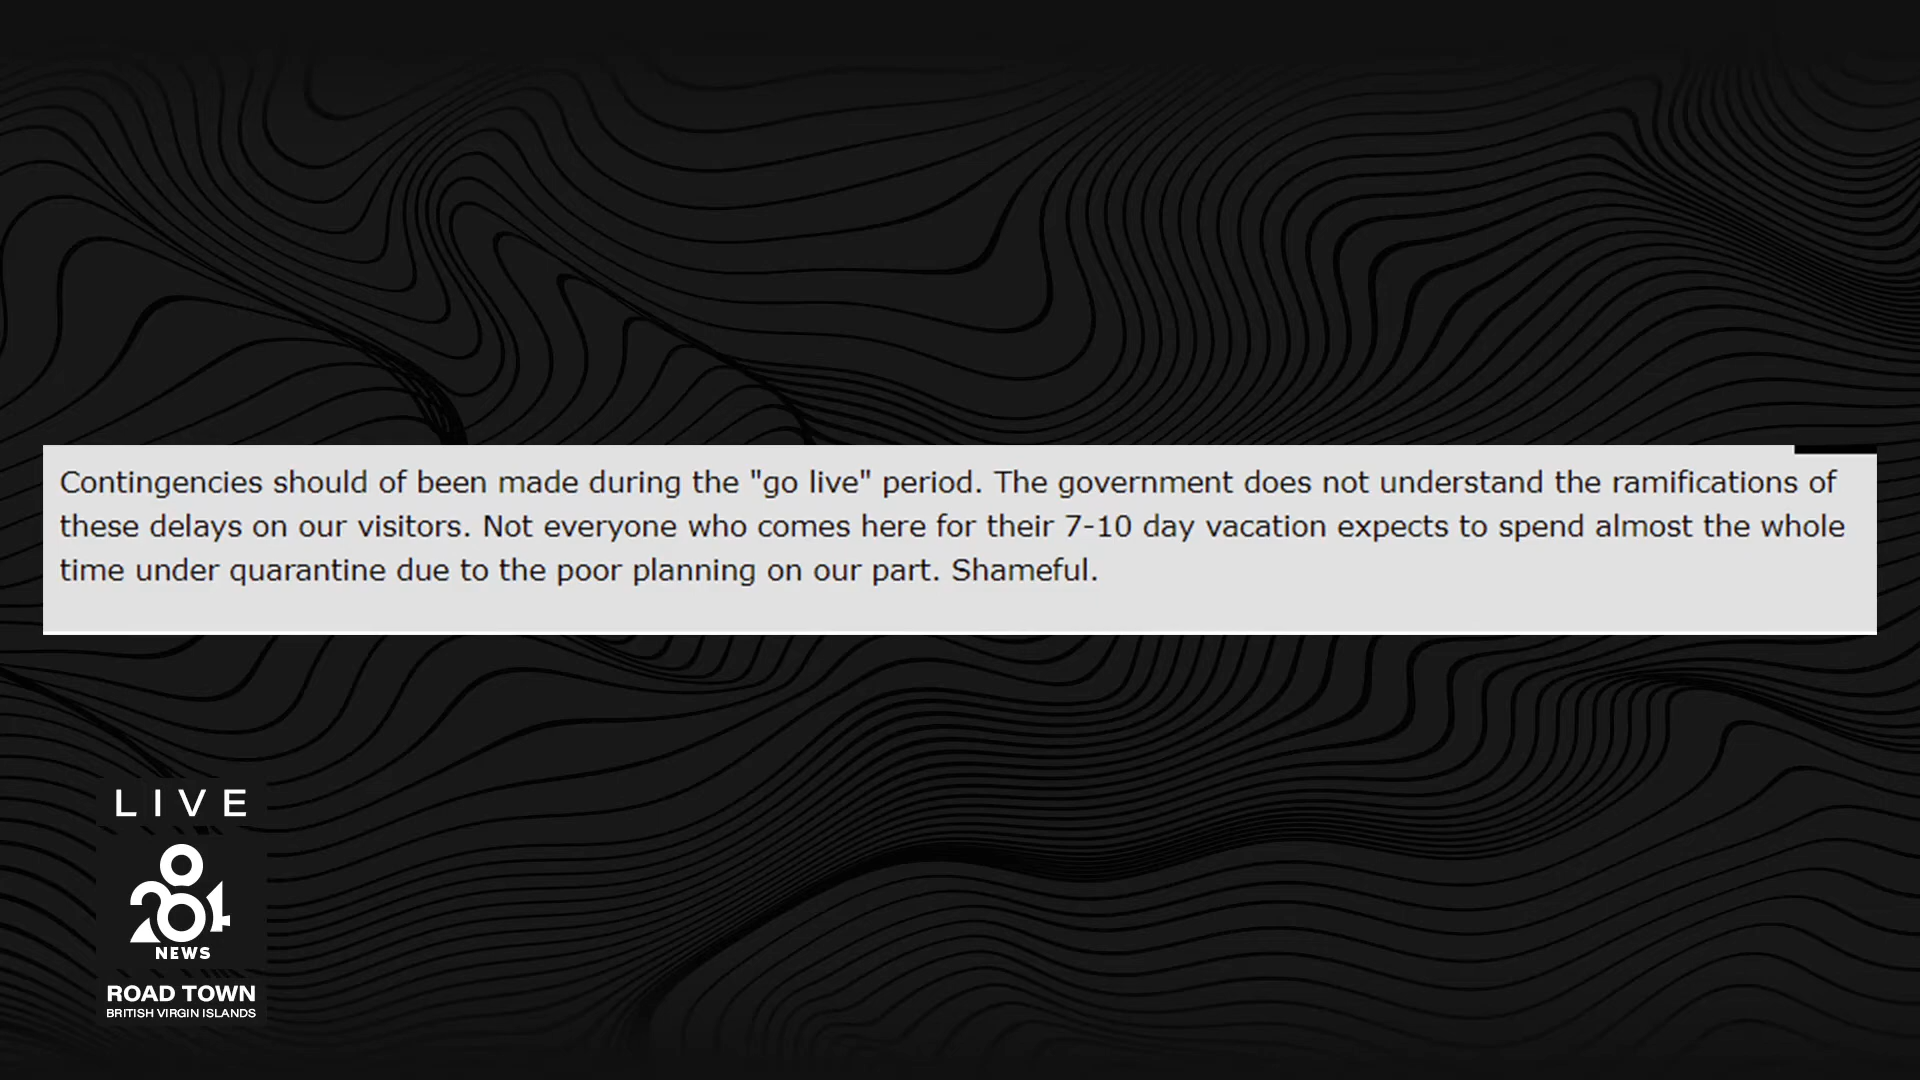 Contingencies should of been made during the "go live" period. The government does not understand the ramifications of
these delays on our visitors. Not everyone who comes here for their 7-10 day vacation expects to spend almost the whole
time under quarantine due to the poor planning on our part. Shameful.
LIVE
284
NEWS
ROAD TOWN
BRITISH VIRGIN ISLANDS